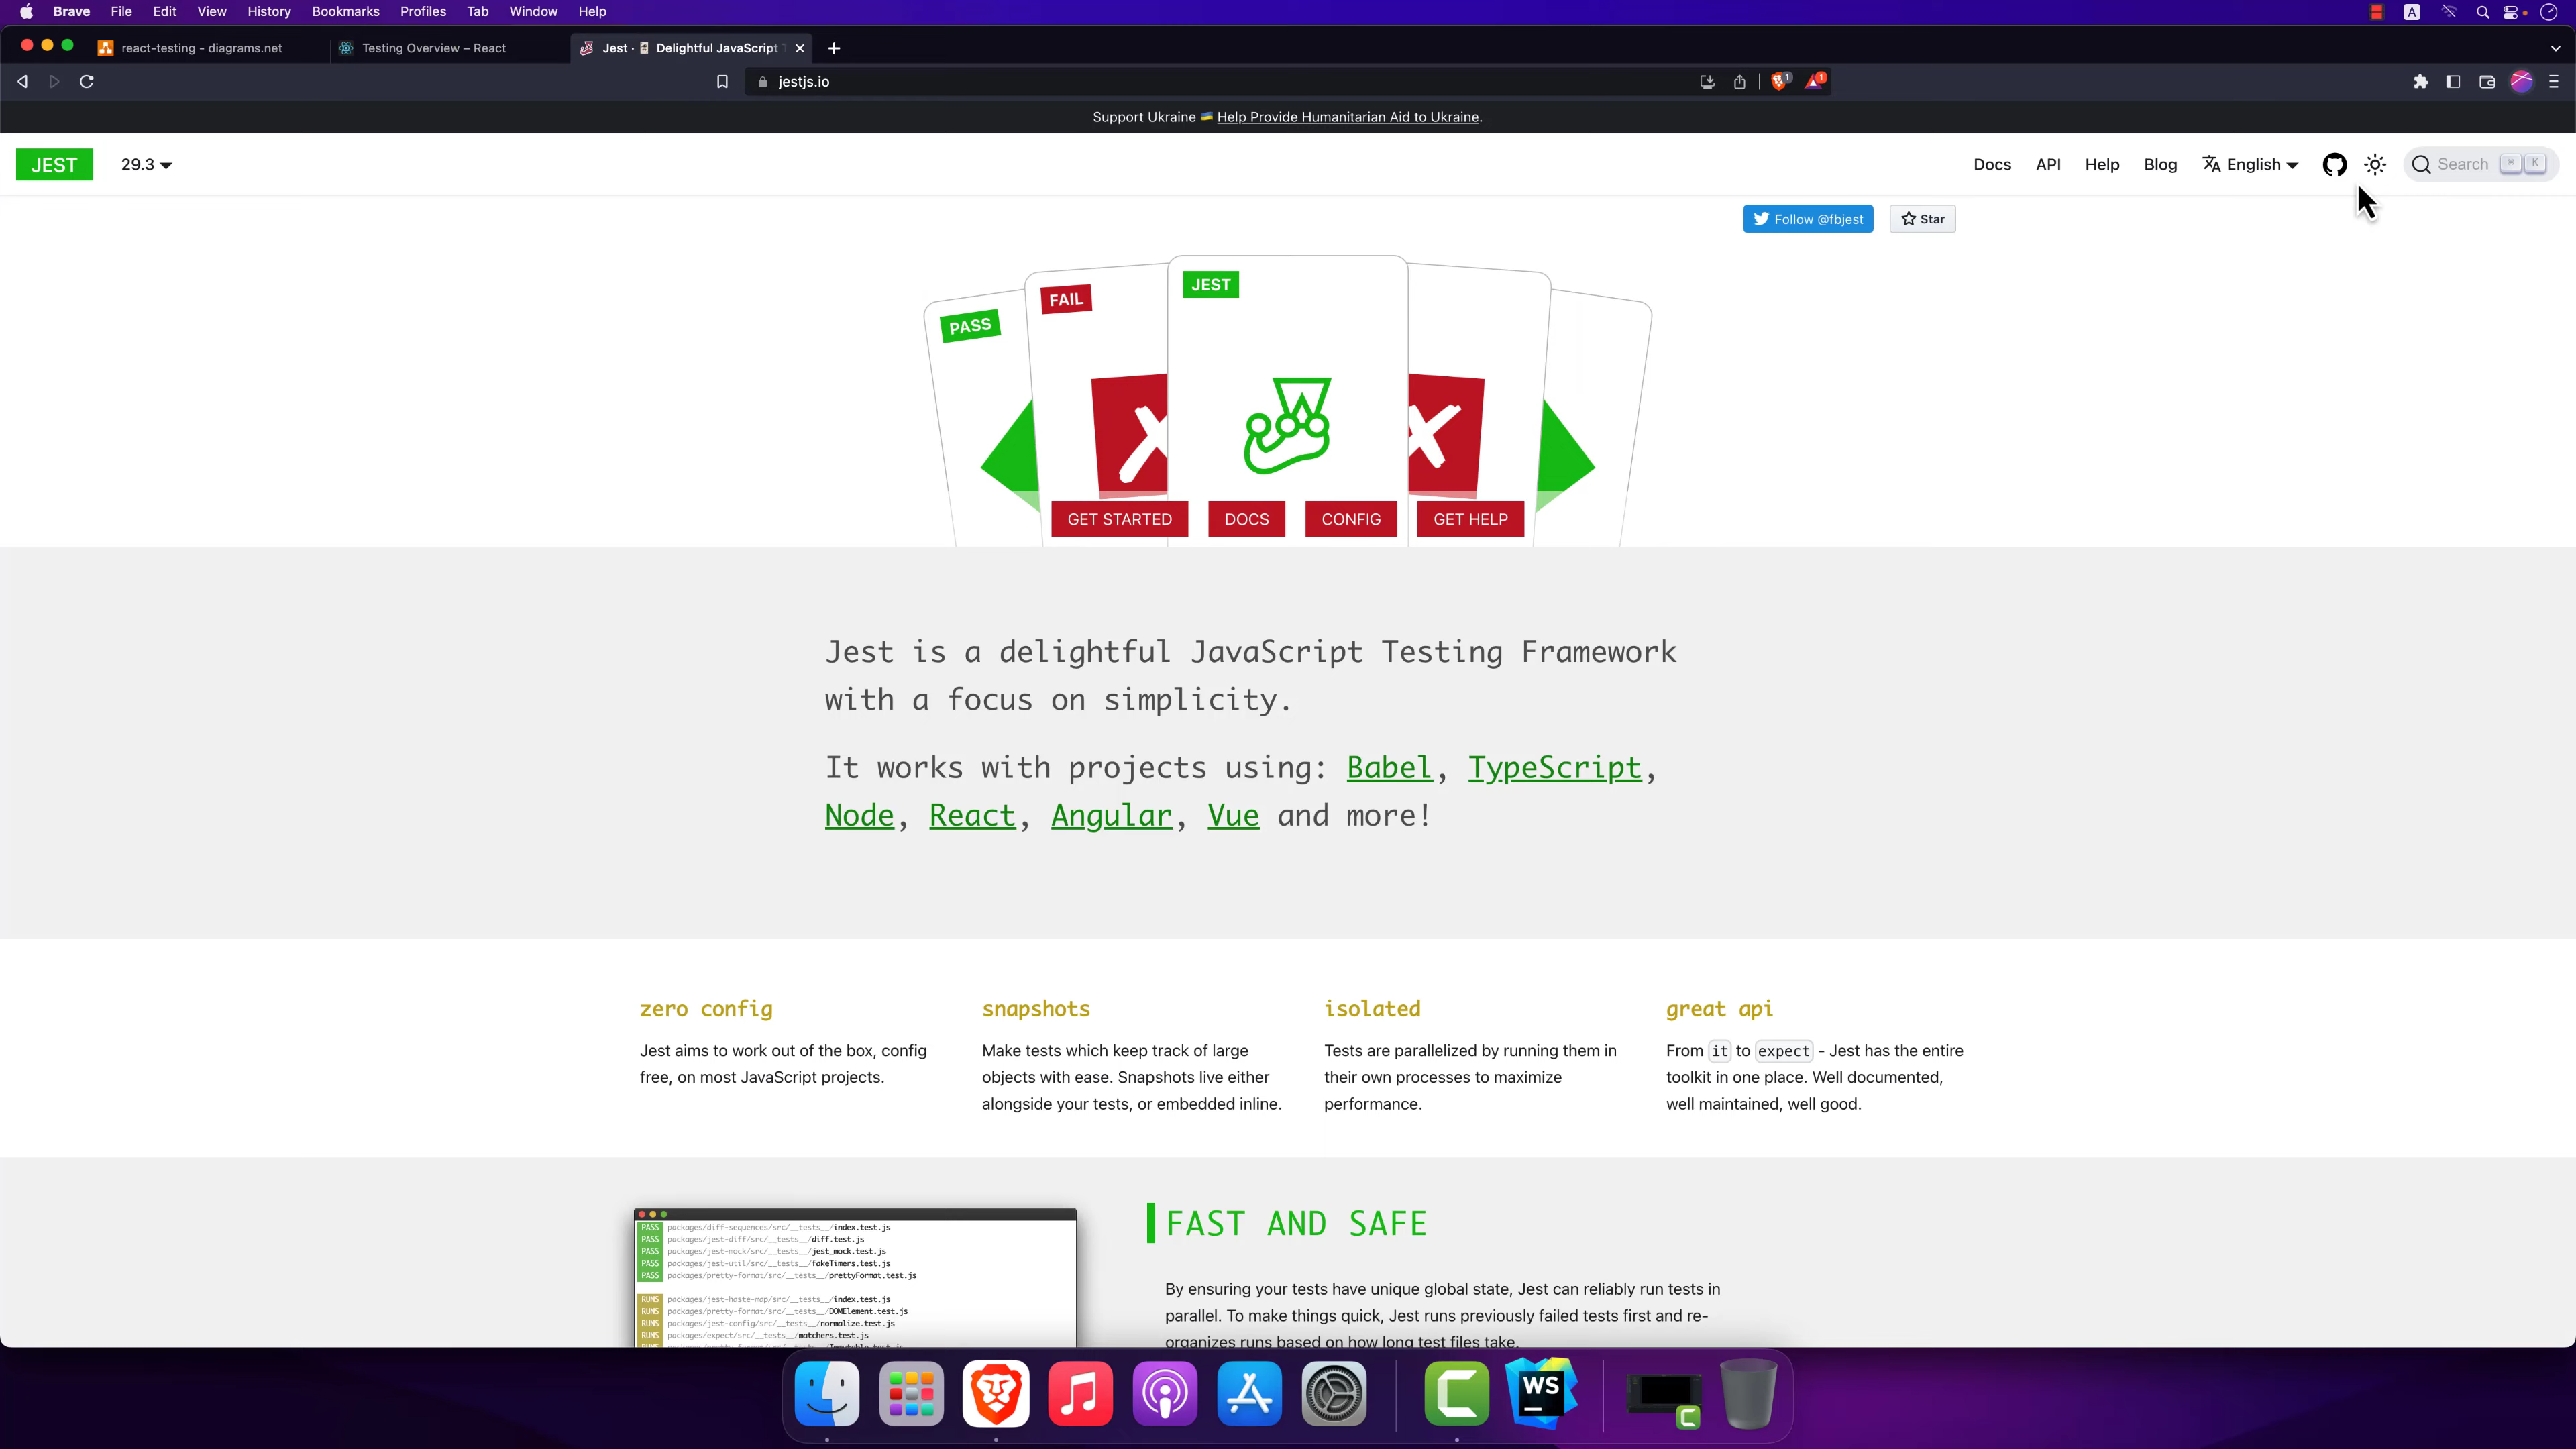 Brave File Edit View History Bookmarks Profiles Tab Window Help A
react-testing - diagrams.net
Testing Overview – React
Jest · Delightful JavaScript
jestjs.io
1
1
Support Ukraine Help Provide Humanitarian Aid to Ukraine.
JEST
29.3
Docs API Help Blog English Search ⌘ K
Follow @fbjest
Star
PASS
FAIL
JEST
GET STARTED
DOCS
CONFIG
GET HELP
Jest is a delightful JavaScript Testing Framework
with a focus on simplicity.
It works with projects using: Babel, TypeScript,
Node, React, Angular, Vue and more!
zero config
Jest aims to work out of the box, config
free, on most JavaScript projects.
snapshots
Make tests which keep track of large
objects with ease. Snapshots live either
alongside your tests, or embedded inline.
isolated
Tests are parallelized by running them in
their own processes to maximize
performance.
great api
From it to expect - Jest has the entire
toolkit in one place. Well documented,
well maintained, well good.
PASS packages/diff-sequences/src/__tests__/index.test.js
PASS packages/jest-diff/src/__tests__/diff.test.js
PASS packages/jest-mock/src/__tests__/jest_mock.test.js
PASS packages/jest-util/src/__tests__/fakeTimers.test.js
PASS packages/pretty-format/src/__tests__/prettyFormat.test.js
RUNS packages/jest-haste-map/src/__tests__/index.test.js
RUNS packages/pretty-format/src/__tests__/DOMElement.test.js
RUNS packages/jest-config/src/__tests__/normalize.test.js
RUNS packages/expect/src/__tests__/matchers.test.js
FAST AND SAFE
By ensuring your tests have unique global state, Jest can reliably run tests in
parallel. To make things quick, Jest runs previously failed tests first and re-
organizes runs based on how long test files take.
WS